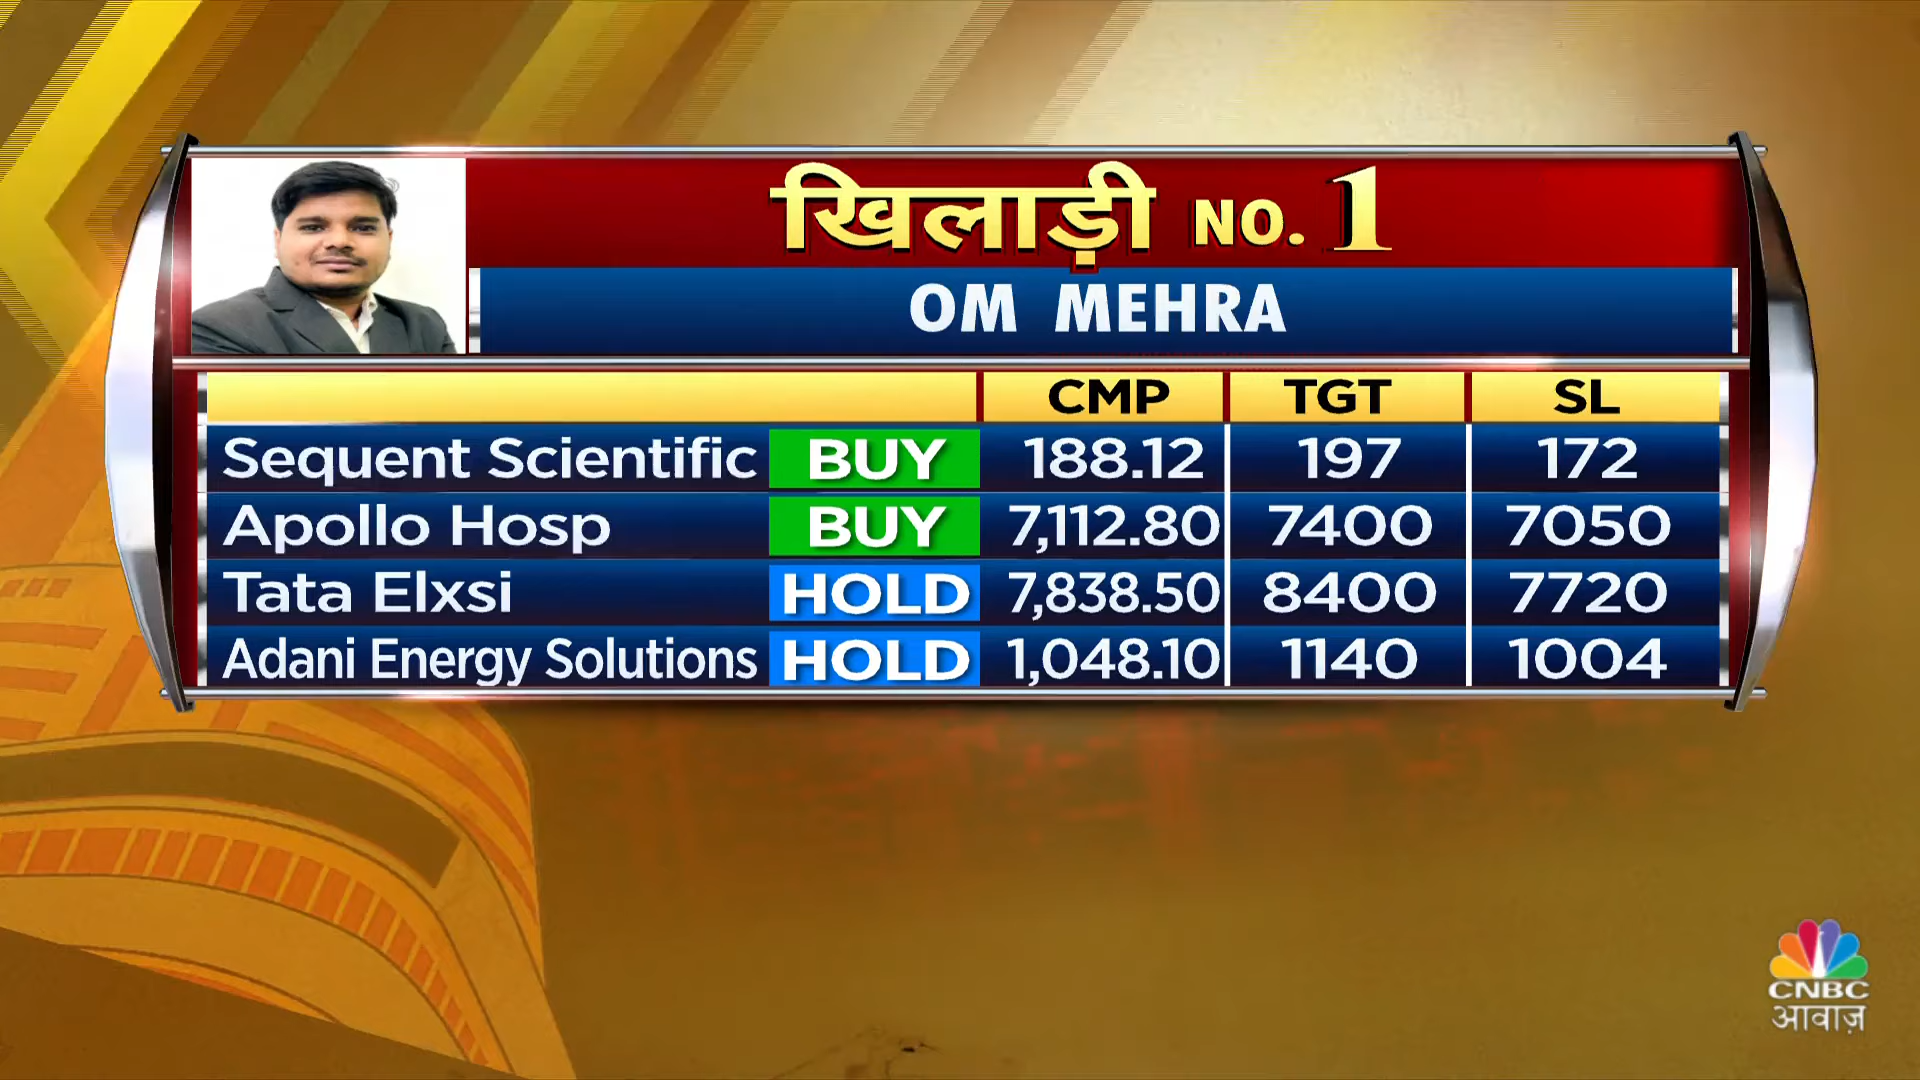 खिलाड़ी NO. 1
OM MEHRA
CMP TGT SL
Sequent Scientific BUY 188.12 197 172
Apollo Hosp BUY 7,112.80 7400 7050
Tata Elxsi HOLD 7,838.50 8400 7720
Adani Energy Solutions HOLD 1,048.10 1140 1004
CNBC
आवाज़